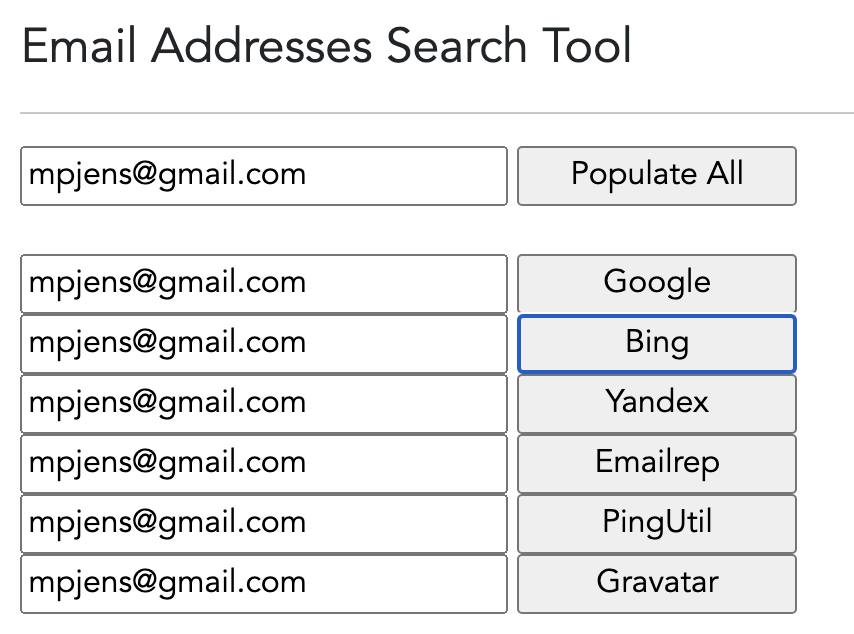 Email Addresses Search Tool
mpjens@gmail.com Populate All
mpjens@gmail.com Google
mpjens@gmail.com Bing
mpjens@gmail.com Yandex
mpjens@gmail.com Emailrep
mpjens@gmail.com PingUtil
mpjens@gmail.com Gravatar